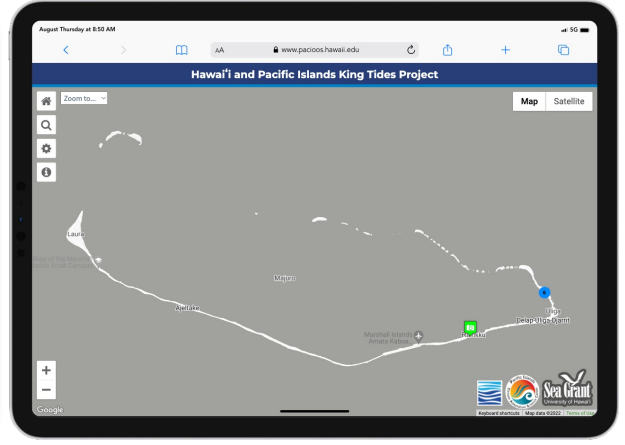 August Thursday at 8:50 AM
5G
AA
www.pacioos.hawaii.edu
Hawaiʻi and Pacific Islands King Tides Project
Zoom to...
Map Satellite
Laura
Majuro
Ajeltake
Marshall Islands
Amata Kabua
Uliga
Delap-Uliga-Djarrit
Pacific Islands
Sea Grant
University of Hawaiʻi
Google
Keyboard shortcuts Map data ©2022 Terms of Use